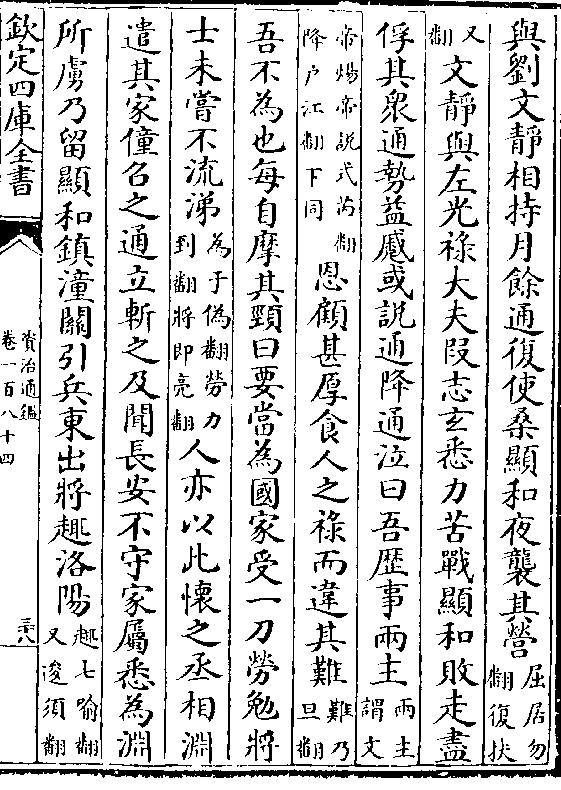 與劉文靜相持月餘通復使桑顯和夜襲其營屈居勿翻復扶
又翻文靜與左光祿大夫叚志玄悉力苦戰顯和敗走盡
俘其衆通勢益蹙或説通降通泣曰吾歴事兩主兩主謂文
帝煬帝説式芮翻降户江翻下同恩顧甚厚食人之禄而違其難難乃旦翻
吾不為也每自摩其頸曰要當為國家受一刀勞勉將
士未嘗不流涕為于偽翻勞力到翻將即亮翻人亦以此懷之丞相淵
遣其家僮召之通立斬之及聞長安不守家屬悉為淵
所虜乃留顯和鎮潼關引兵東出將趣洛陽趣七喻翻又逡須翻
欽定四庫全書
資治通鑑
卷一百八十四
三十八